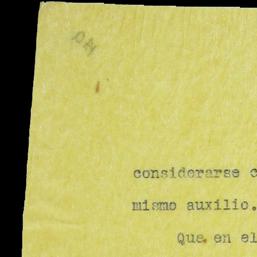 considerarse
mismo auxilio.
Que en el